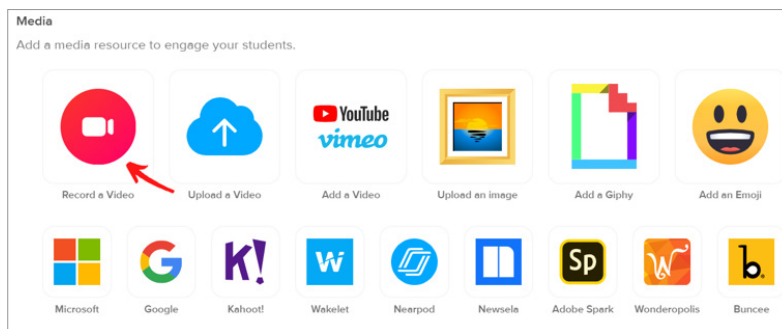 Media
Add a media resource to engage your students.
YouTube
vimeo
Record a Video
Upload a Video
Add a Video
Upload an image
Add a Giphy
Add an Emoji
K!
W
Sp
W
b.
Microsoft
Google
Kahoot!
Wakelet
Nearpod
Newsela
Adobe Spark
Wonderopolis
Buncee